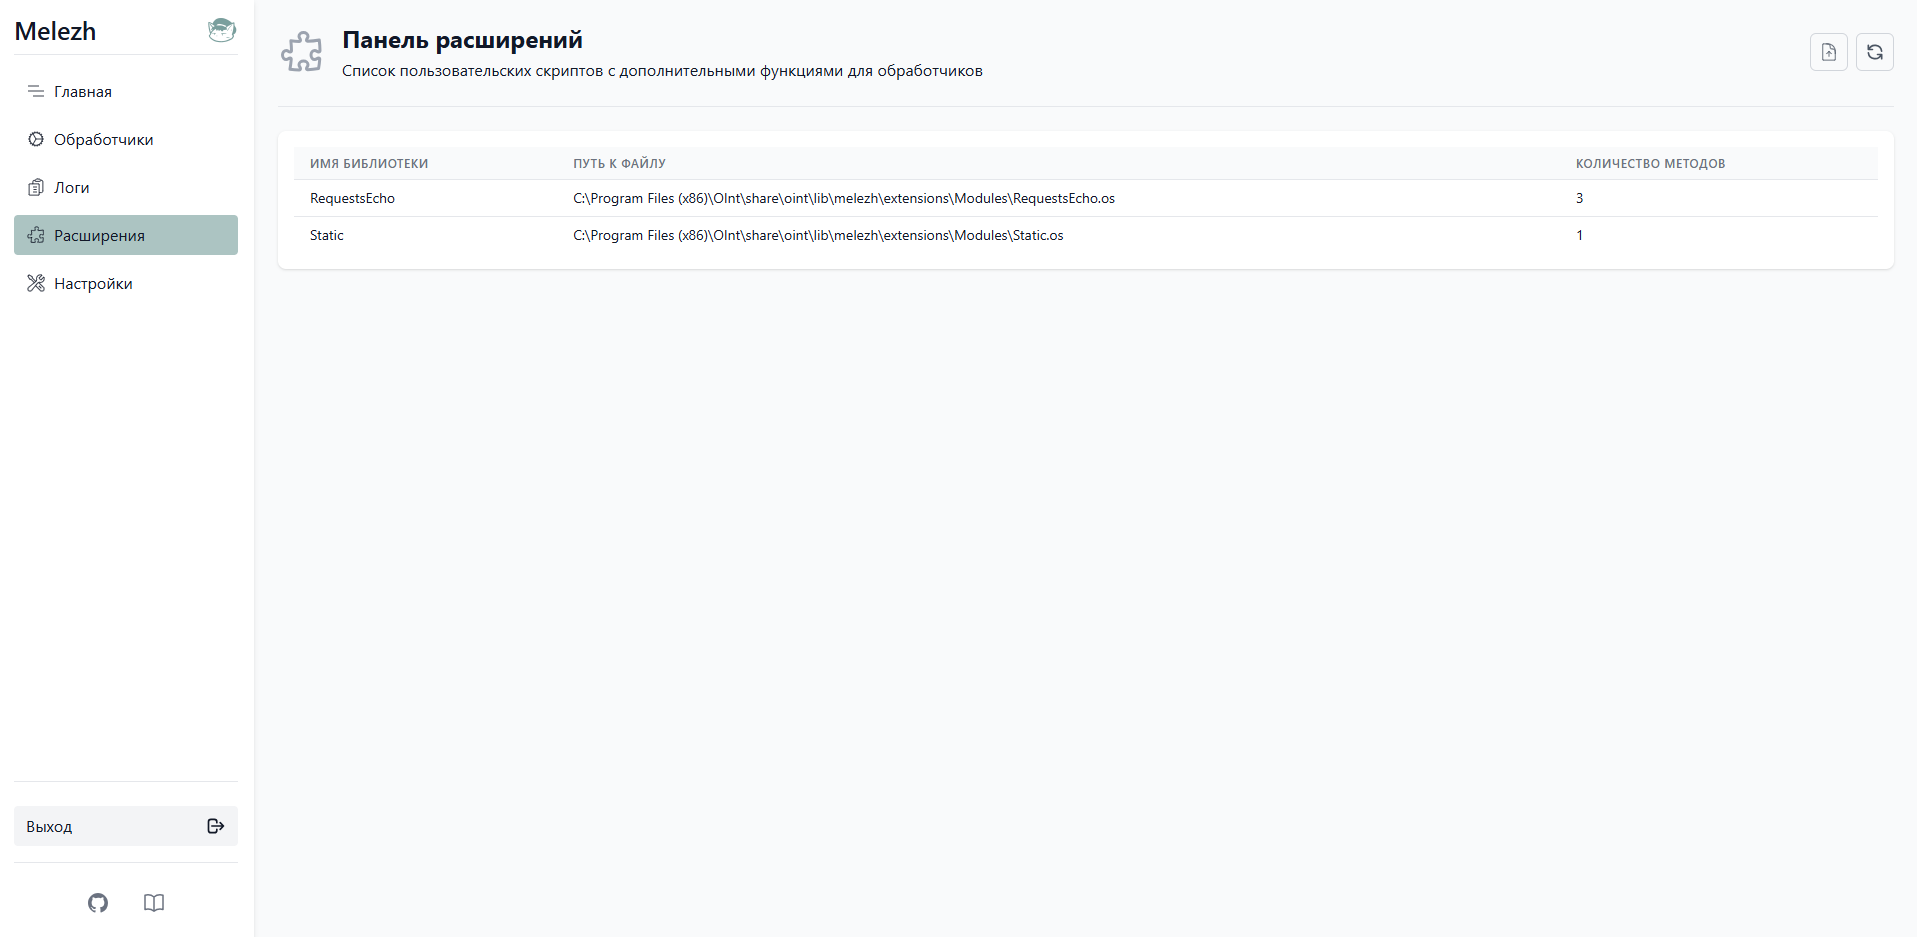 Melezh
Главная
Обработчики
Логи
Расширения
Настройки
Выход
Панель расширений
Список пользовательских скриптов с дополнительными функциями для обработчиков
ИМЯ БИБЛИОТЕКИ ПУТЬ К ФАЙЛУ КОЛИЧЕСТВО МЕТОДОВ
RequestsEcho C:\Program Files (x86)\OInt\share\oint\lib\melezh\extensions\Modules\RequestsEcho.os 3
Static C:\Program Files (x86)\OInt\share\oint\lib\melezh\extensions\Modules\Static.os 1